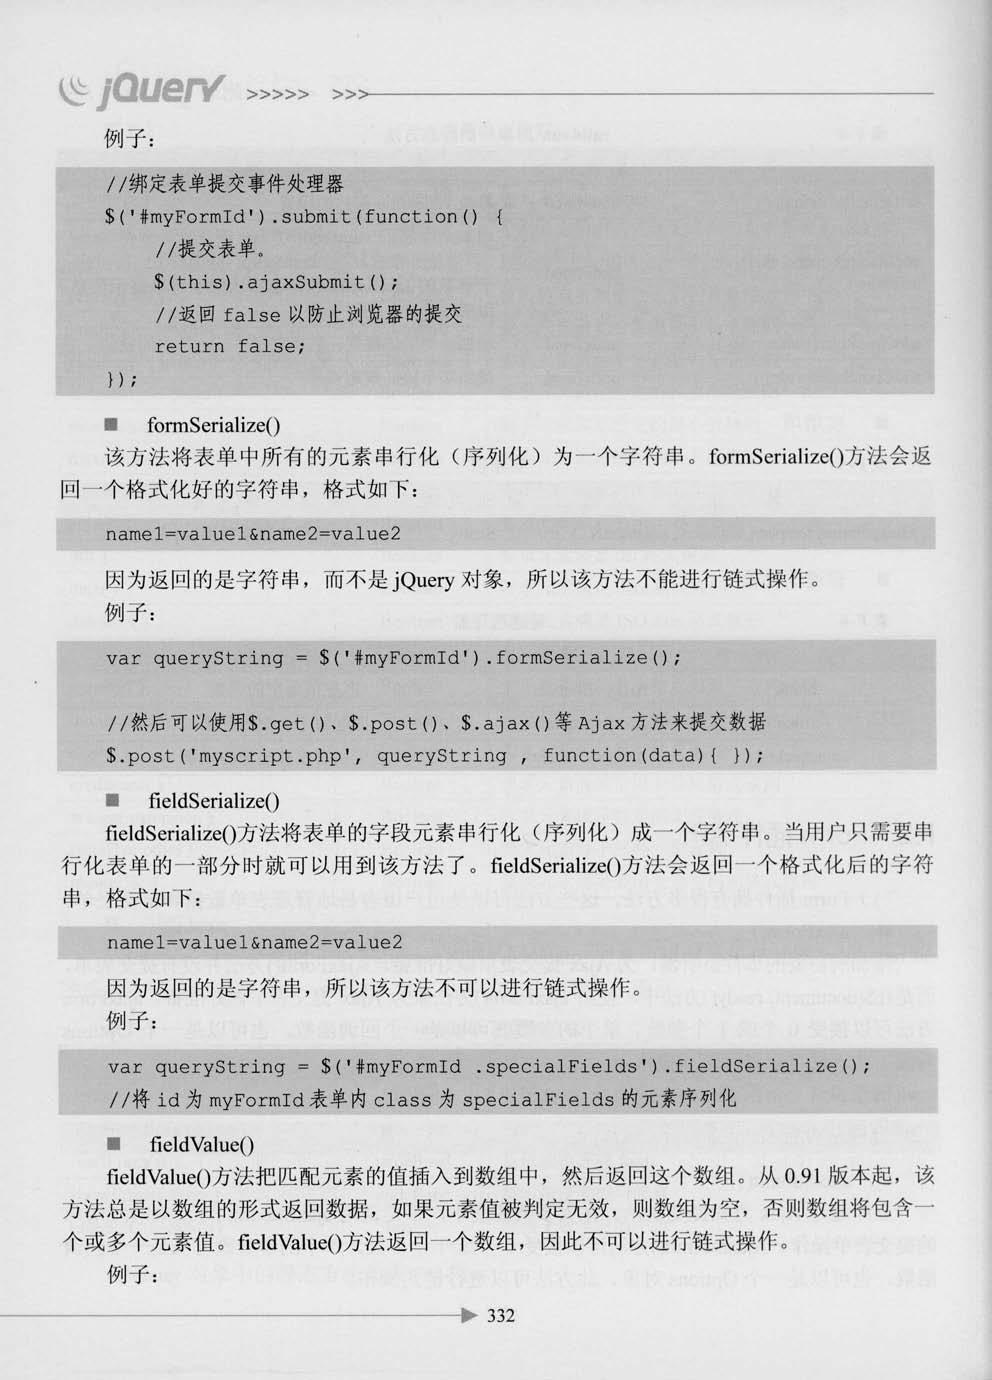 jQuery >>>>> >>>
例子：
//绑定表单提交事件处理器
$('#myFormId').submit(function() {
//提交表单。
$(this).ajaxSubmit();
//返回 false 以防止浏览器的提交
return false;
});
■ formSerialize()
该方法将表单中所有的元素串行化（序列化）为一个字符串。formSerialize()方法会返
回一个格式化好的字符串，格式如下：
name1=value1&name2=value2
因为返回的是字符串，而不是 jQuery 对象，所以该方法不能进行链式操作。
例子：
var queryString = $('#myFormId').formSerialize();
//然后可以使用$.get()、$.post()、$.ajax()等 Ajax 方法来提交数据
$.post('myscript.php', queryString , function(data){ });
■ fieldSerialize()
fieldSerialize()方法将表单的字段元素串行化（序列化）成一个字符串。当用户只需要串
行化表单的一部分时就可以用到该方法了。fieldSerialize()方法会返回一个格式化后的字符
串，格式如下：
name1=value1&name2=value2
因为返回的是字符串，所以该方法不可以进行链式操作。
例子：
var queryString = $('#myFormId .specialFields').fieldSerialize();
//将 id 为 myFormId 表单内 class 为 specialFields 的元素序列化
■ fieldValue()
fieldValue()方法把匹配元素的值插入到数组中，然后返回这个数组。从 0.91 版本起，该
方法总是以数组的形式返回数据，如果元素值被判定无效，则数组为空，否则数组将包含一
个或多个元素值。fieldValue()方法返回一个数组，因此不可以进行链式操作。
例子：
332